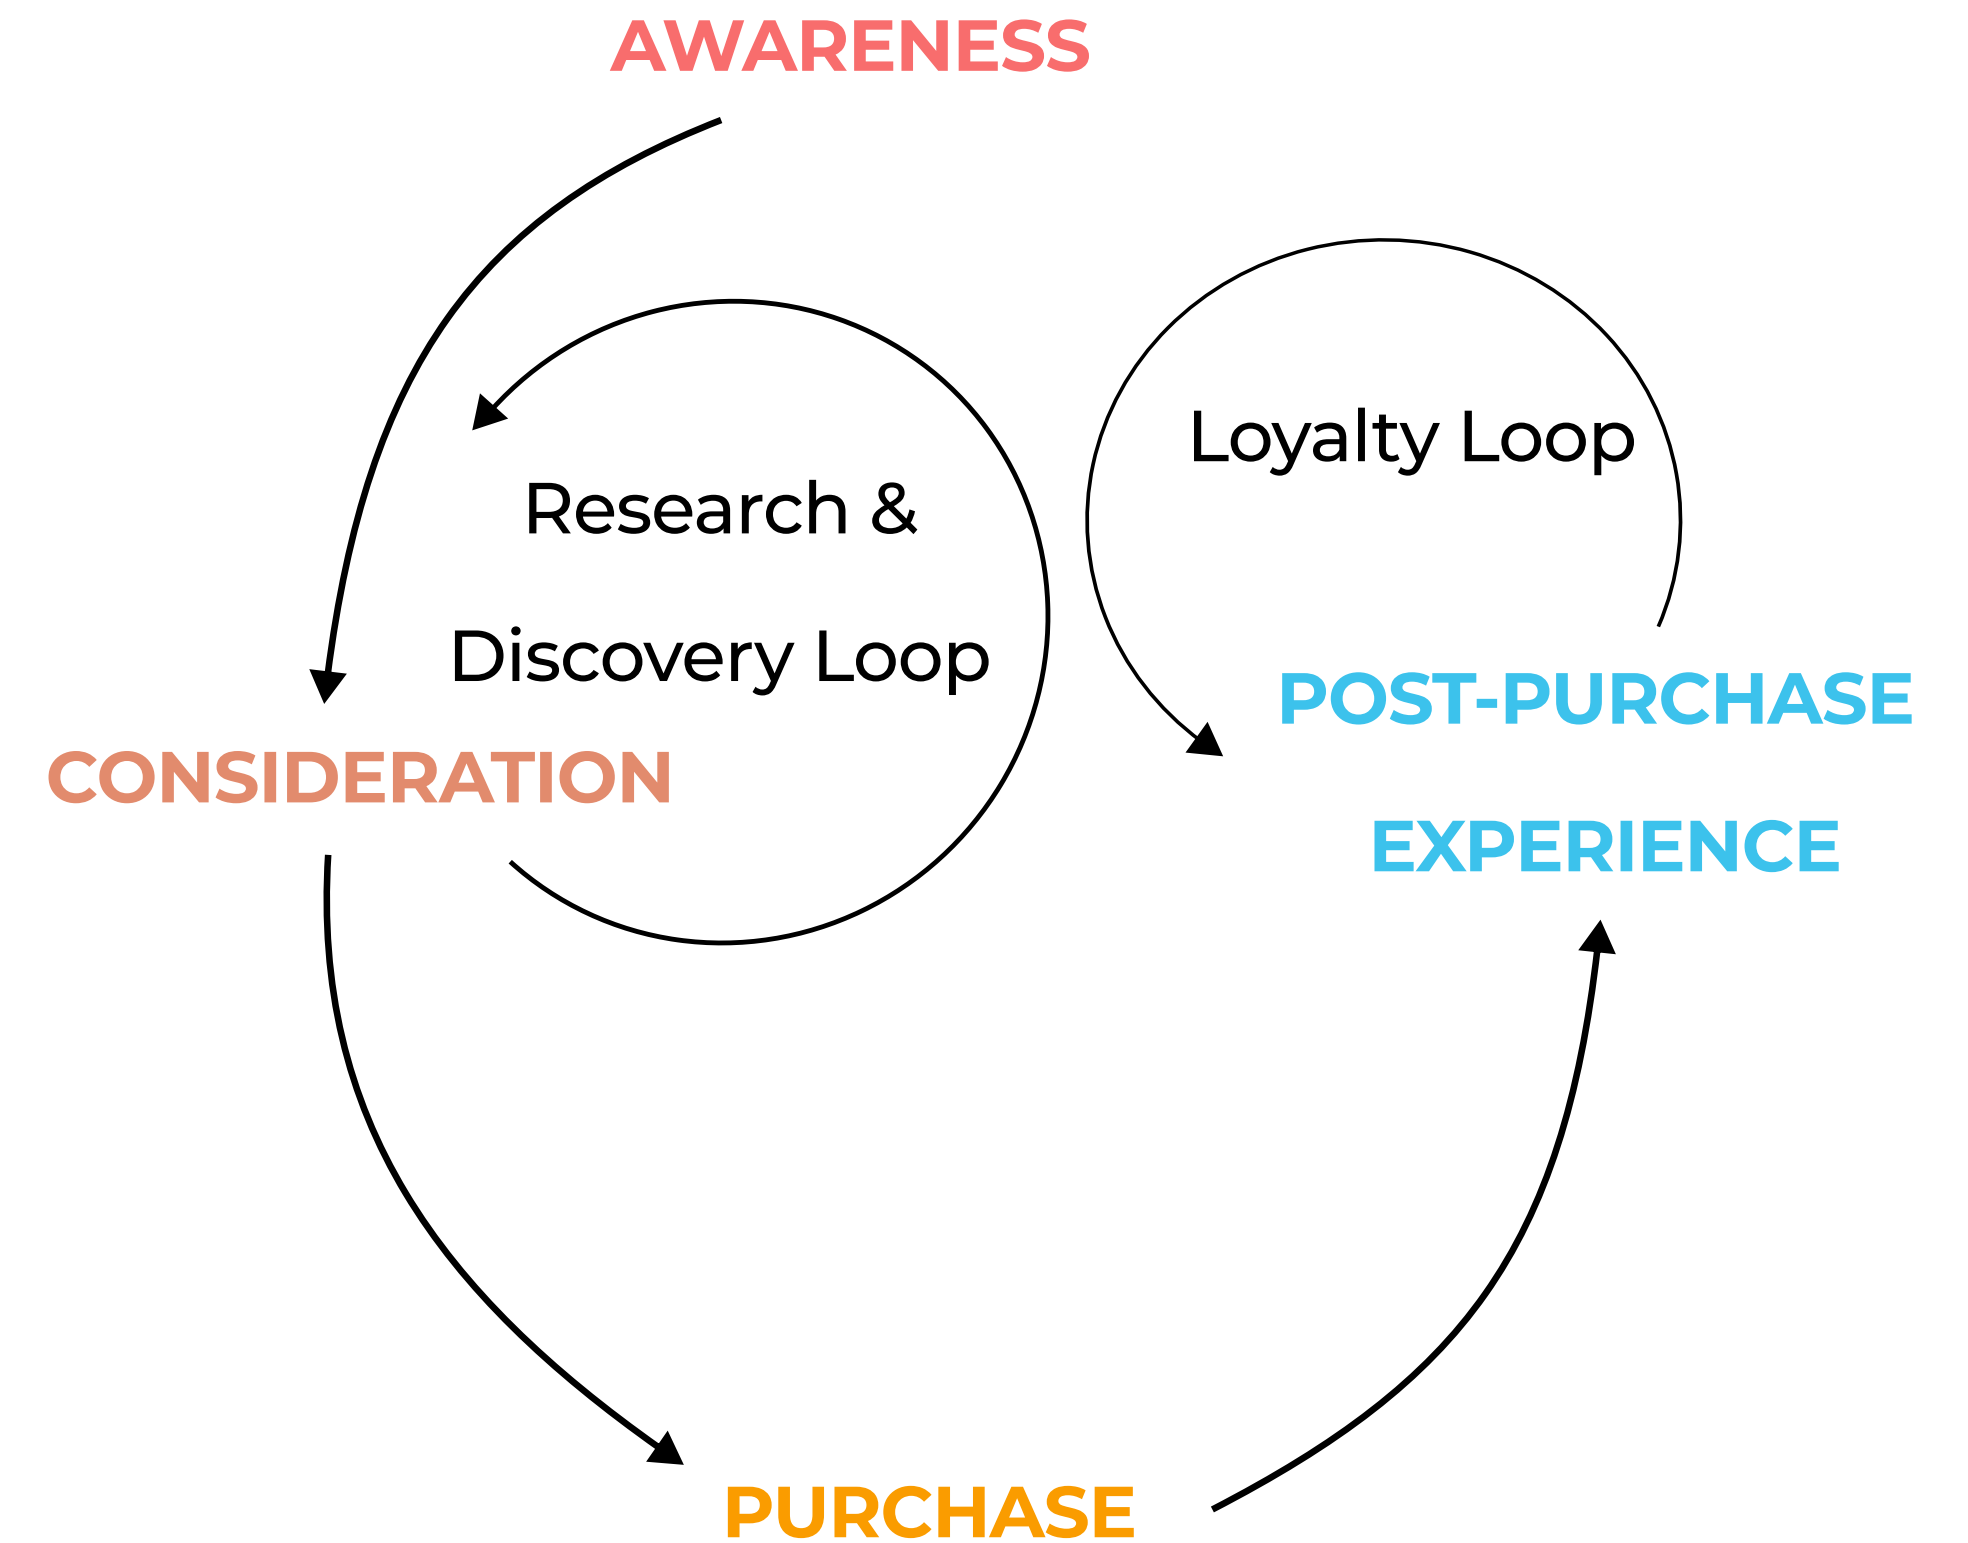 AWARENESS
Loyalty Loop
Research &
Discovery Loop
POST-PURCHASE
EXPERIENCE
CONSIDERATION
PURCHASE